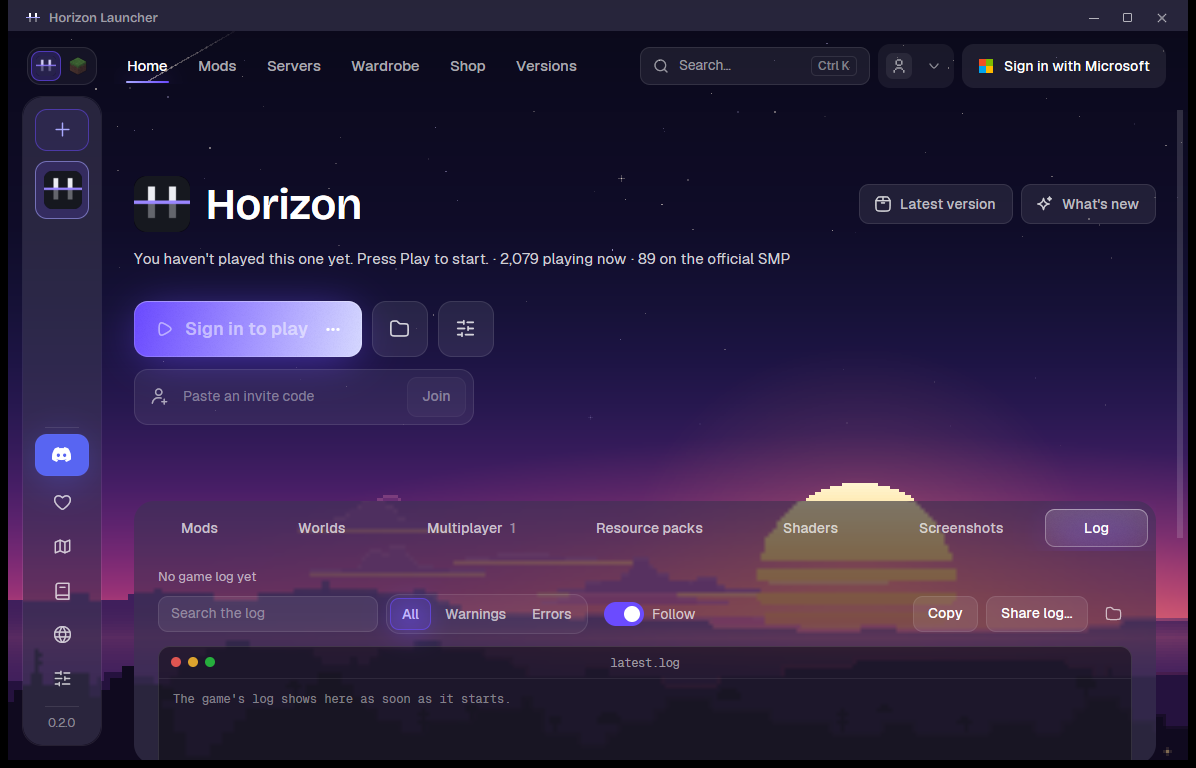 Horizon Launcher
Home Mods Servers Wardrobe Shop Versions Search... Ctrl K Sign in with Microsoft
Horizon Latest version What's new
You haven't played this one yet. Press Play to start. · 2,079 playing now · 89 on the official SMP
Sign in to play
Paste an invite code Join
Mods Worlds Multiplayer 1 Resource packs Shaders Screenshots Log
No game log yet
Search the log All Warnings Errors Follow Copy Share log...
latest.log
The game's log shows here as soon as it starts.
0.2.0